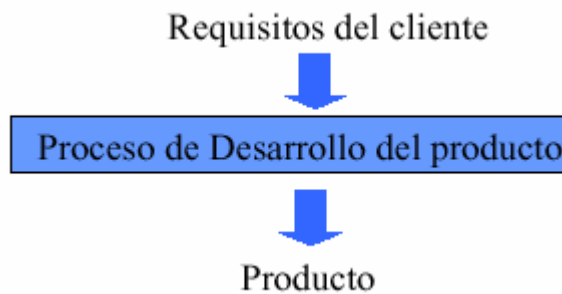 Requisitos del cliente
Proceso de Desarrollo del producto
Producto